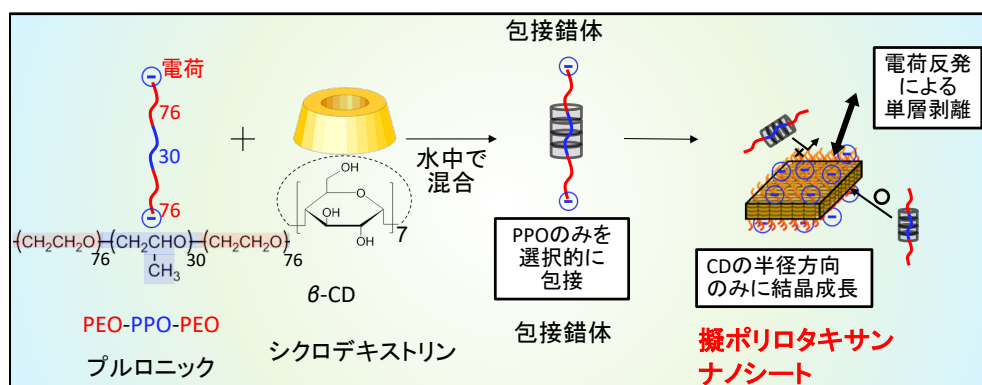 電荷
76
30
76
(CH₂CH₂O)76(CH₂CHO)30(CH₂CH₂O)76
CH₃
PEO-PPO-PEO
プルロニック
+
OH
O
OH
OH
O
7
β-CD
シクロデキストリン
水中で
混合
包接錯体
PPOのみを
選択的に
包接
包接錯体
電荷反発
による
単層剥離
×
○
CDの半径方向
のみに結晶成長
擬ポリロタキサン
ナノシート